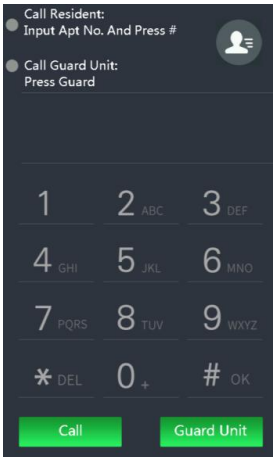 Call Resident:
Input Apt No. And Press #
Call Guard Unit:
Press Guard
1 2 ABC 3 DEF
4 GHI 5 JKL 6 MNO
7 PQRS 8 TUV 9 WXYZ
* DEL 0 + # OK
Call Guard Unit